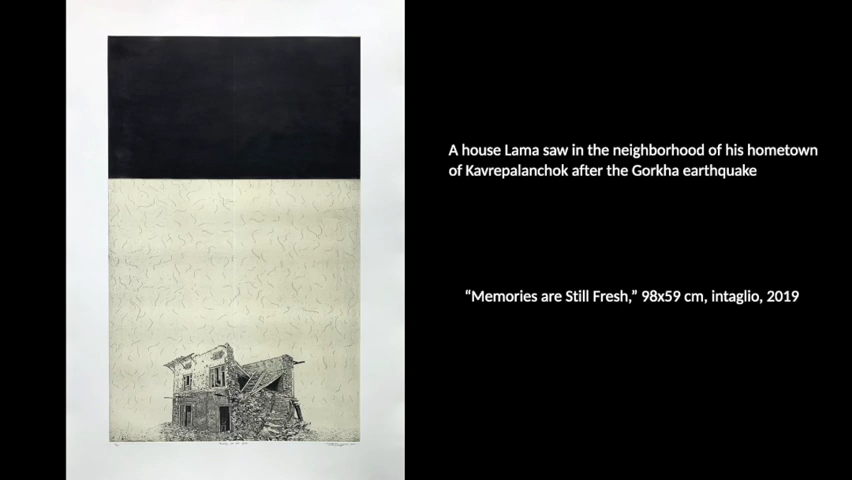 A house Lama saw in the neighborhood of his hometown
of Kavrepalanchok after the Gorkha earthquake
“Memories are Still Fresh,” 98x59 cm, intaglio, 2019